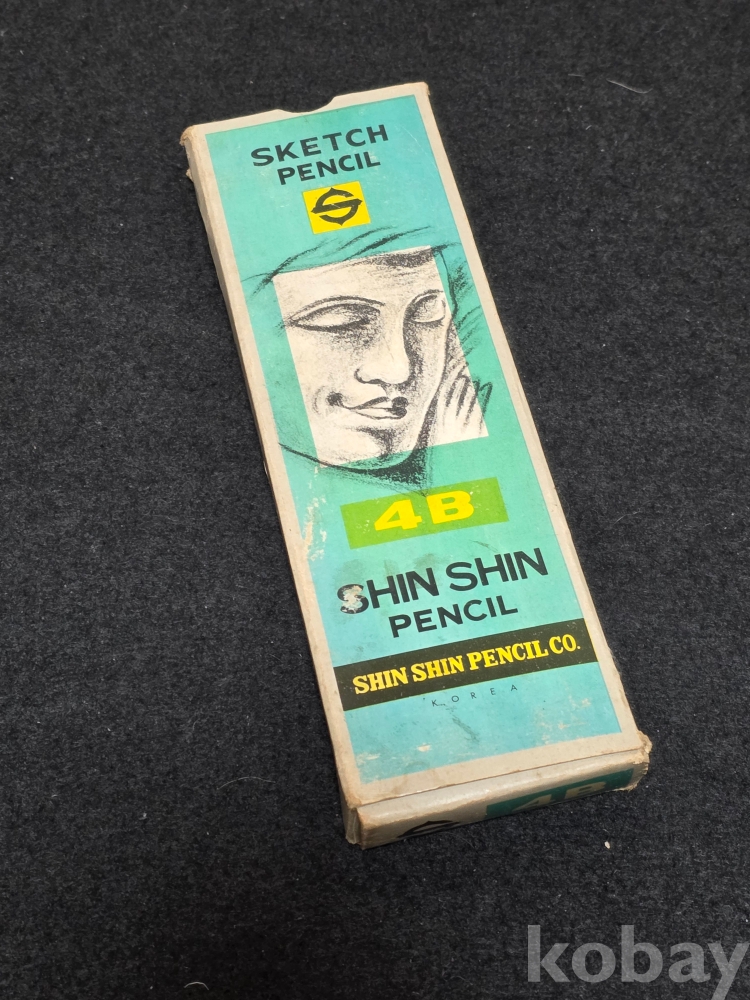 SKETCH
PENCIL
S
4B
SHIN SHIN
PENCIL
SHIN SHIN PENCIL CO.
KOREA
4B
kobay